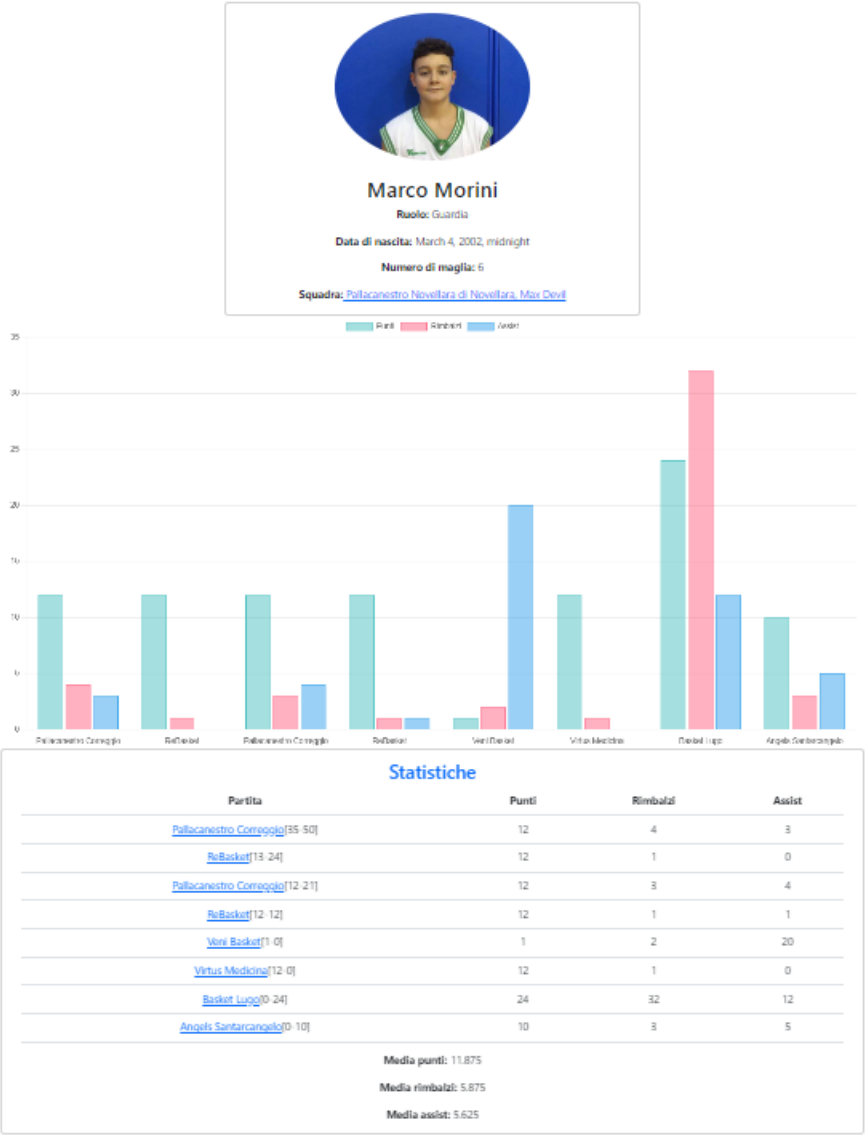 Marco Morini
Ruolo: Guardia
Data di nascita: March 4, 2002, midnight
Numero di maglia: 6
Squadra: Pallacanestro Novellara di Novellara, Max Devil
Punti Rimbalzi Assist
35
30
25
20
15
10
5
0
Pallacanestro Correggio ReBasket Pallacanestro Correggio ReBasket Veni Basket Virtus Medicina Basket Lugo Angels Santarcangelo
Statistiche
Partita Punti Rimbalzi Assist
Pallacanestro Correggio[35-50] 12 4 3
ReBasket[13-24] 12 1 0
Pallacanestro Correggio[12-21] 12 3 4
ReBasket[12-12] 12 1 1
Veni Basket[1-0] 1 2 20
Virtus Medicina[12-0] 12 1 0
Basket Lugo[0-24] 24 32 12
Angels Santarcangelo[0-10] 10 3 5
Media punti: 11.875
Media rimbalzi: 5.875
Media assist: 5.625